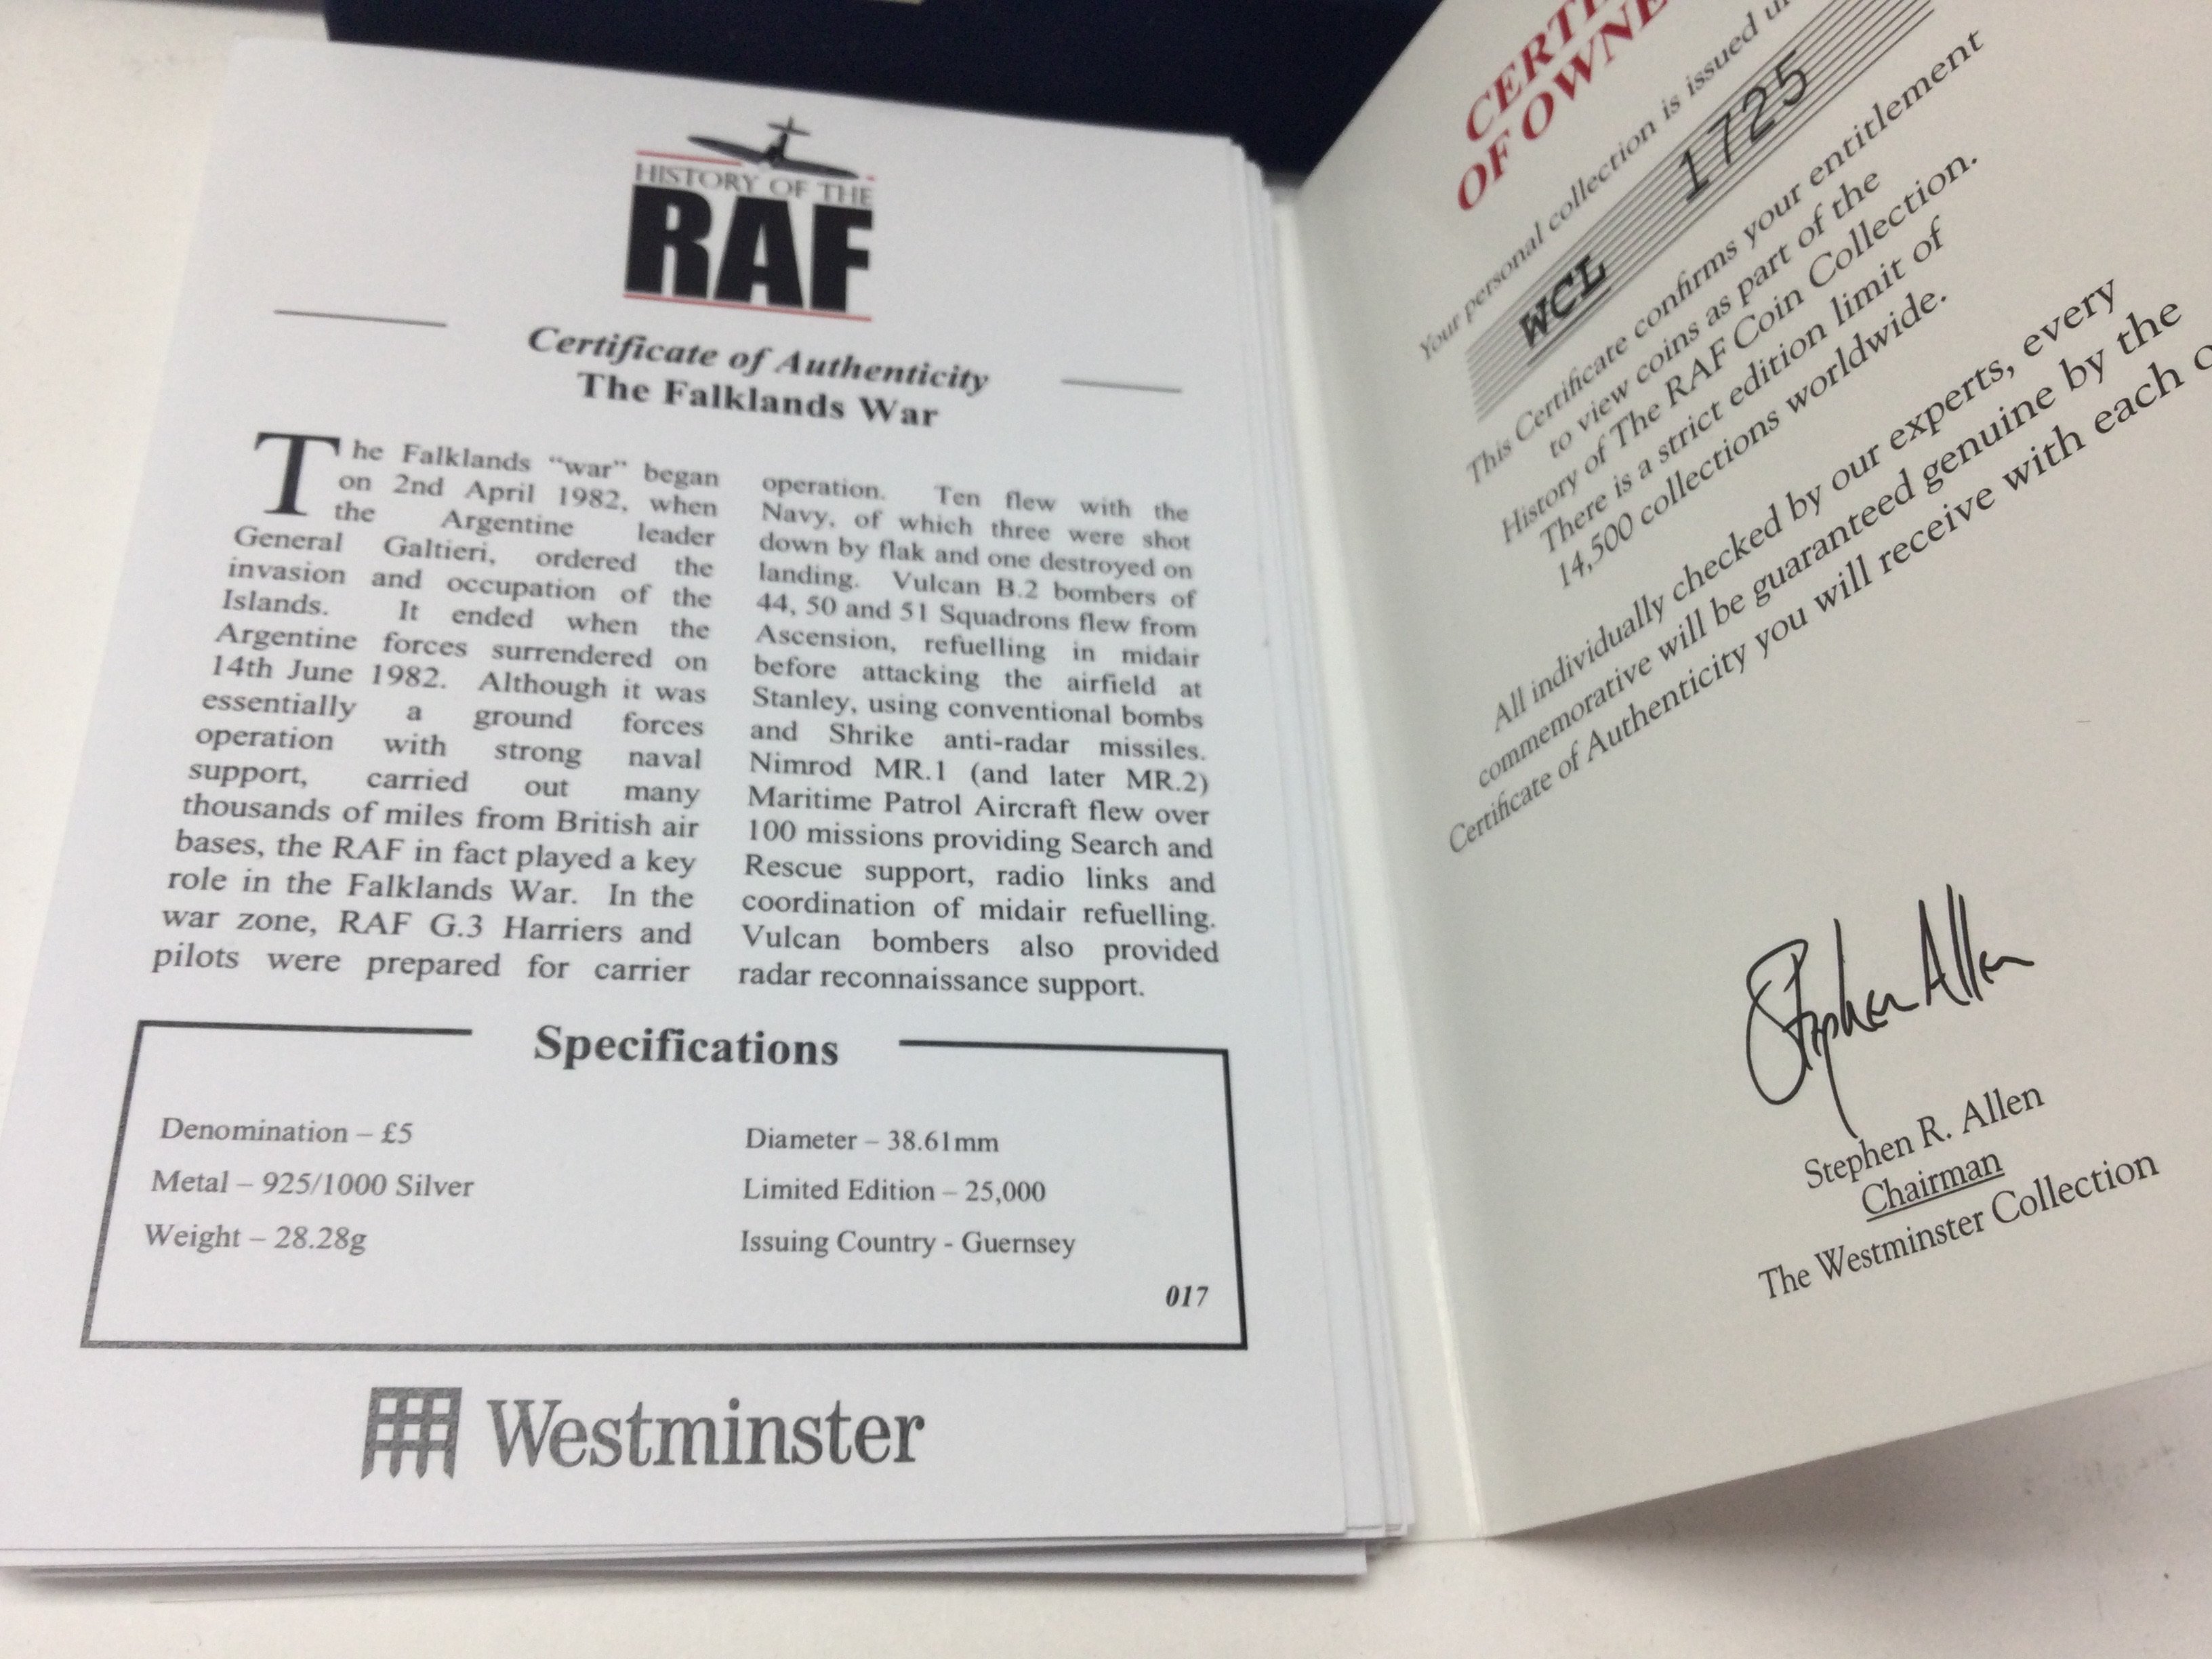 HISTORY OF THE
RAF
Certificate of Authenticity
The Falklands War
The Falklands “war” began
on 2nd April 1982, when
the Argentine leader
General Galtieri, ordered the
invasion and occupation of the
Islands. It ended when the
Argentine forces surrendered on
14th June 1982. Although it was
essentially a ground forces
operation with strong naval
support, carried out many
thousands of miles from British air
bases, the RAF in fact played a key
role in the Falklands War. In the
war zone, RAF G.3 Harriers and
pilots were prepared for carrier
operation. Ten flew with the
Navy, of which three were shot
down by flak and one destroyed on
landing. Vulcan B.2 bombers of
44, 50 and 51 Squadrons flew from
Ascension, refuelling in midair
before attacking the airfield at
Stanley, using conventional bombs
and Shrike anti-radar missiles.
Nimrod MR.1 (and later MR.2)
Maritime Patrol Aircraft flew over
100 missions providing Search and
Rescue support, radio links and
coordination of midair refuelling.
Vulcan bombers also provided
radar reconnaissance support.
Specifications
Denomination – £5
Metal – 925/1000 Silver
Weight – 28.28g
Diameter – 38.61mm
Limited Edition – 25,000
Issuing Country - Guernsey
017
Westminster
OF
Your personal collection is issued
WCL 1725
This Certificate confirms your entitlement
to view coins as part of the
History of The RAF Coin Collection.
There is a strict edition limit of
14,500 collections worldwide.
All individually checked by our experts, every
commemorative will be guaranteed genuine by the
Certificate of Authenticity you will receive with each
Stephen Allen
Stephen R. Allen
Chairman
The Westminster Collection